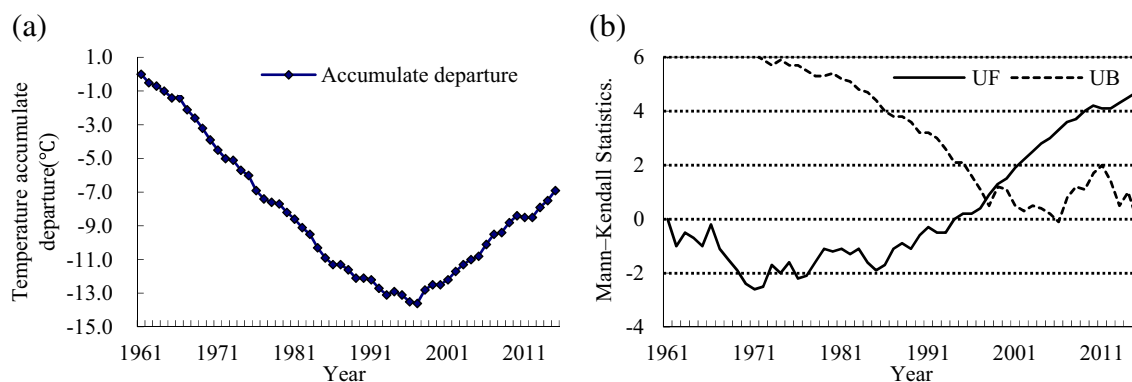 (a)
Temperature accumulate
departure(℃)
1.0
-1.0
-3.0
-5.0
-7.0
-9.0
-11.0
-13.0
-15.0
Accumulate departure
1961 1971 1981 1991 2001 2011
Year
(b)
Mann–Kendall Statistics.
6
4
2
0
-2
-4
UF UB
1961 1971 1981 1991 2001 2011
Year